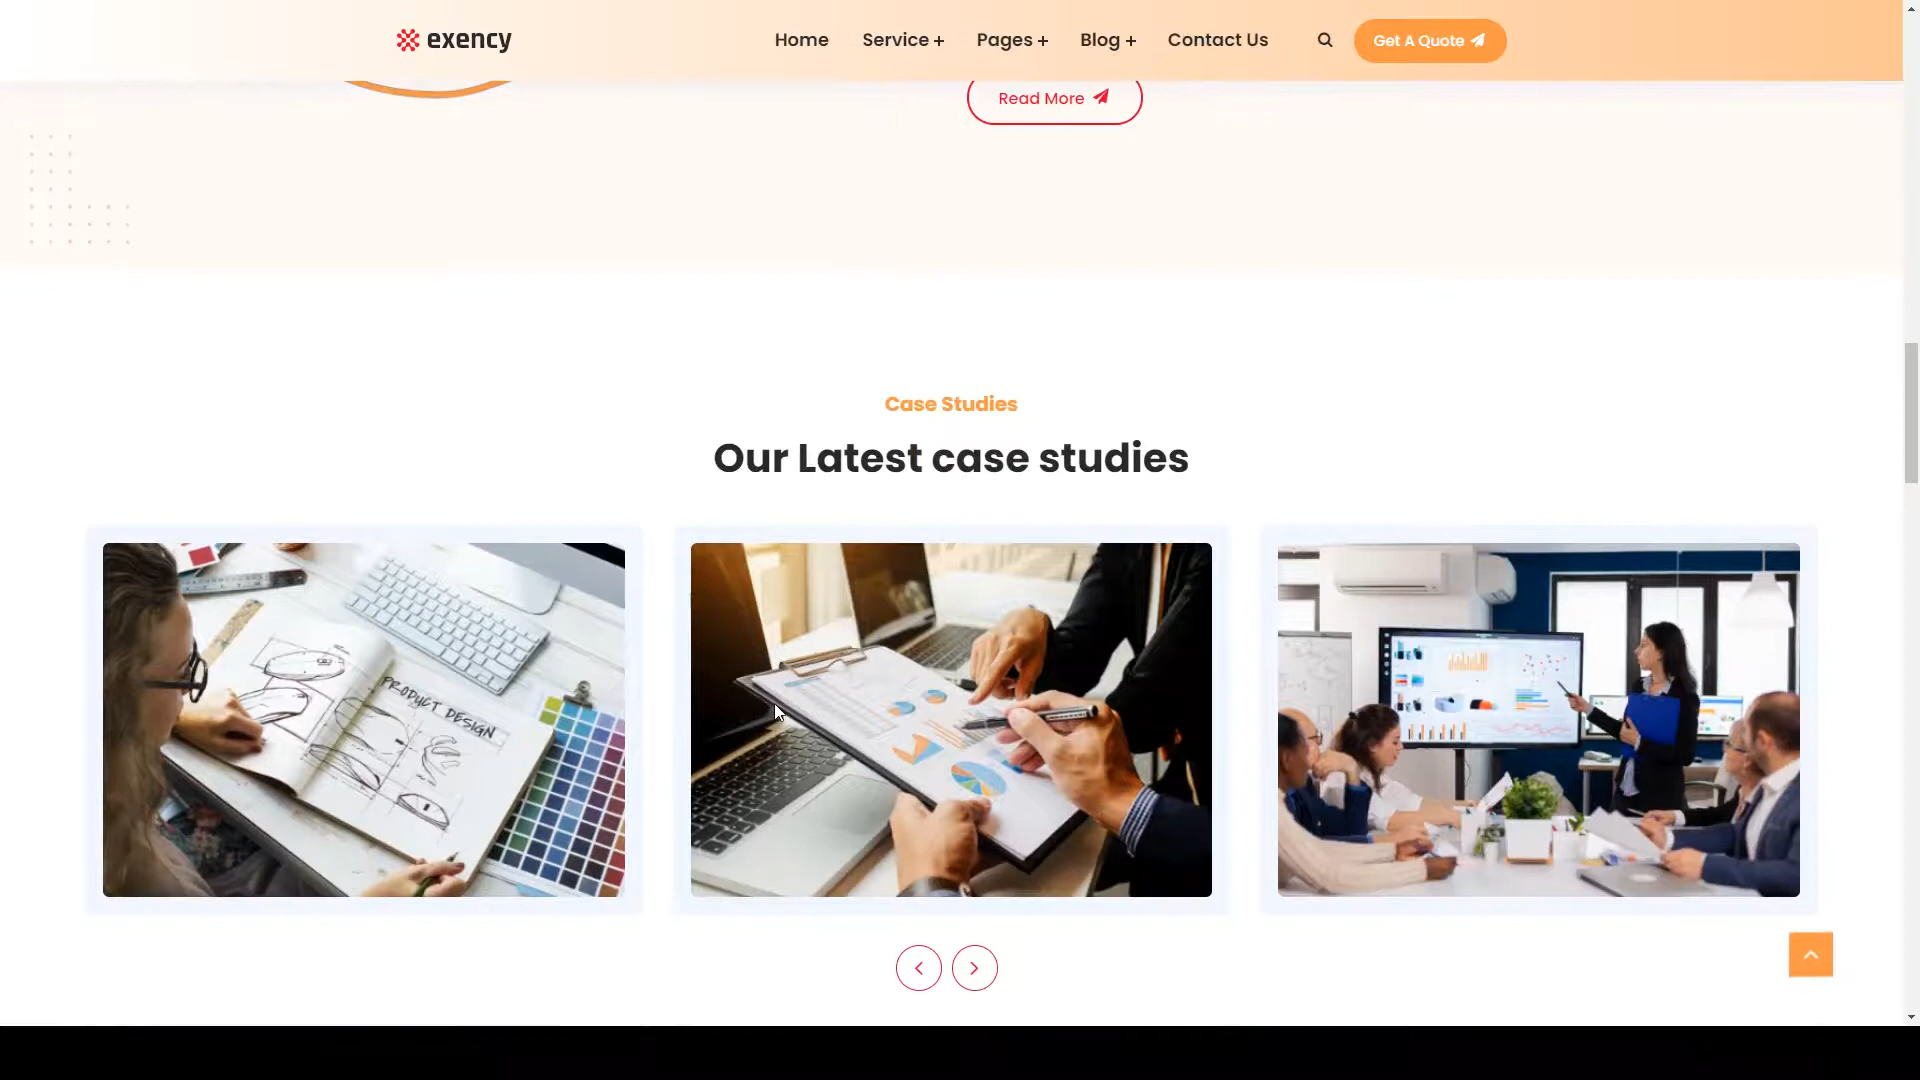 exency
Home Service + Pages + Blog + Contact Us Get A Quote
Read More
Case Studies
Our Latest case studies
PRODUCT DESIGN